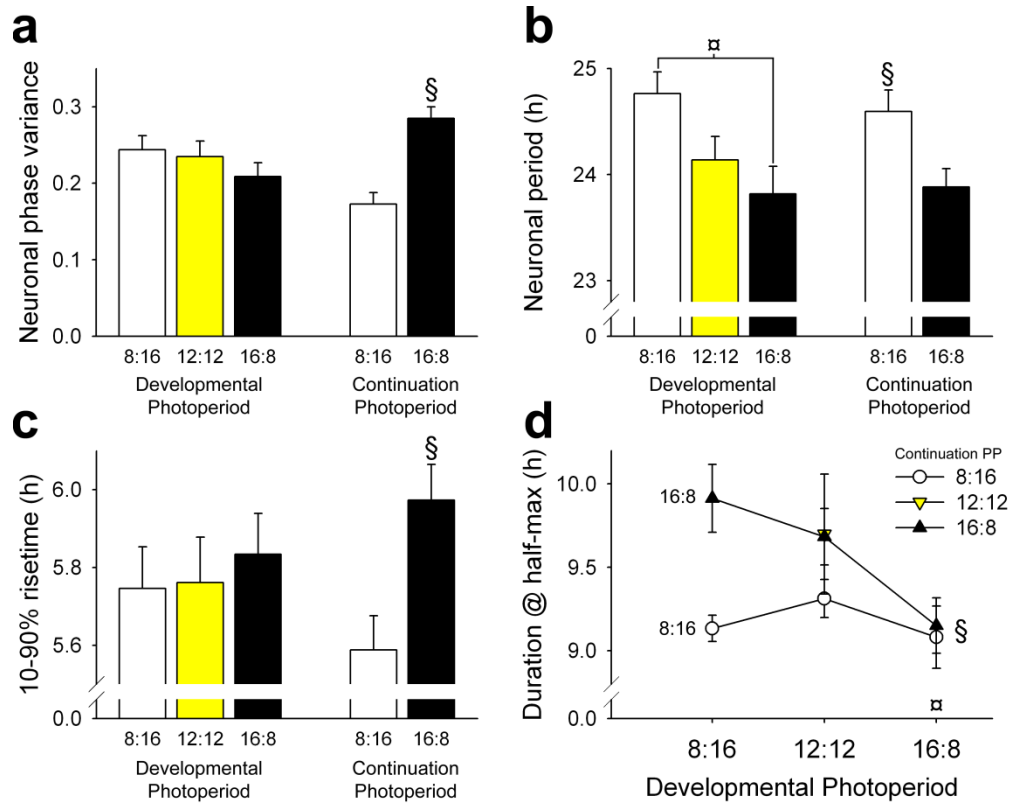 a
Neuronal phase variance
0.3
0.2
0.1
0.0
§
8:16 12:12 16:8 8:16 16:8
Developmental Photoperiod
Continuation Photoperiod
b
Neuronal period (h)
25
24
23
0
¤
§
8:16 12:12 16:8 8:16 16:8
Developmental Photoperiod
Continuation Photoperiod
c
10-90% risetime (h)
6.0
5.8
5.6
0.0
§
8:16 12:12 16:8 8:16 16:8
Developmental Photoperiod
Continuation Photoperiod
d
Duration @ half-max (h)
10.0
9.5
9.0
0.0
Continuation PP
8:16
12:12
16:8
16:8
8:16
§
¤
8:16 12:12 16:8
Developmental Photoperiod